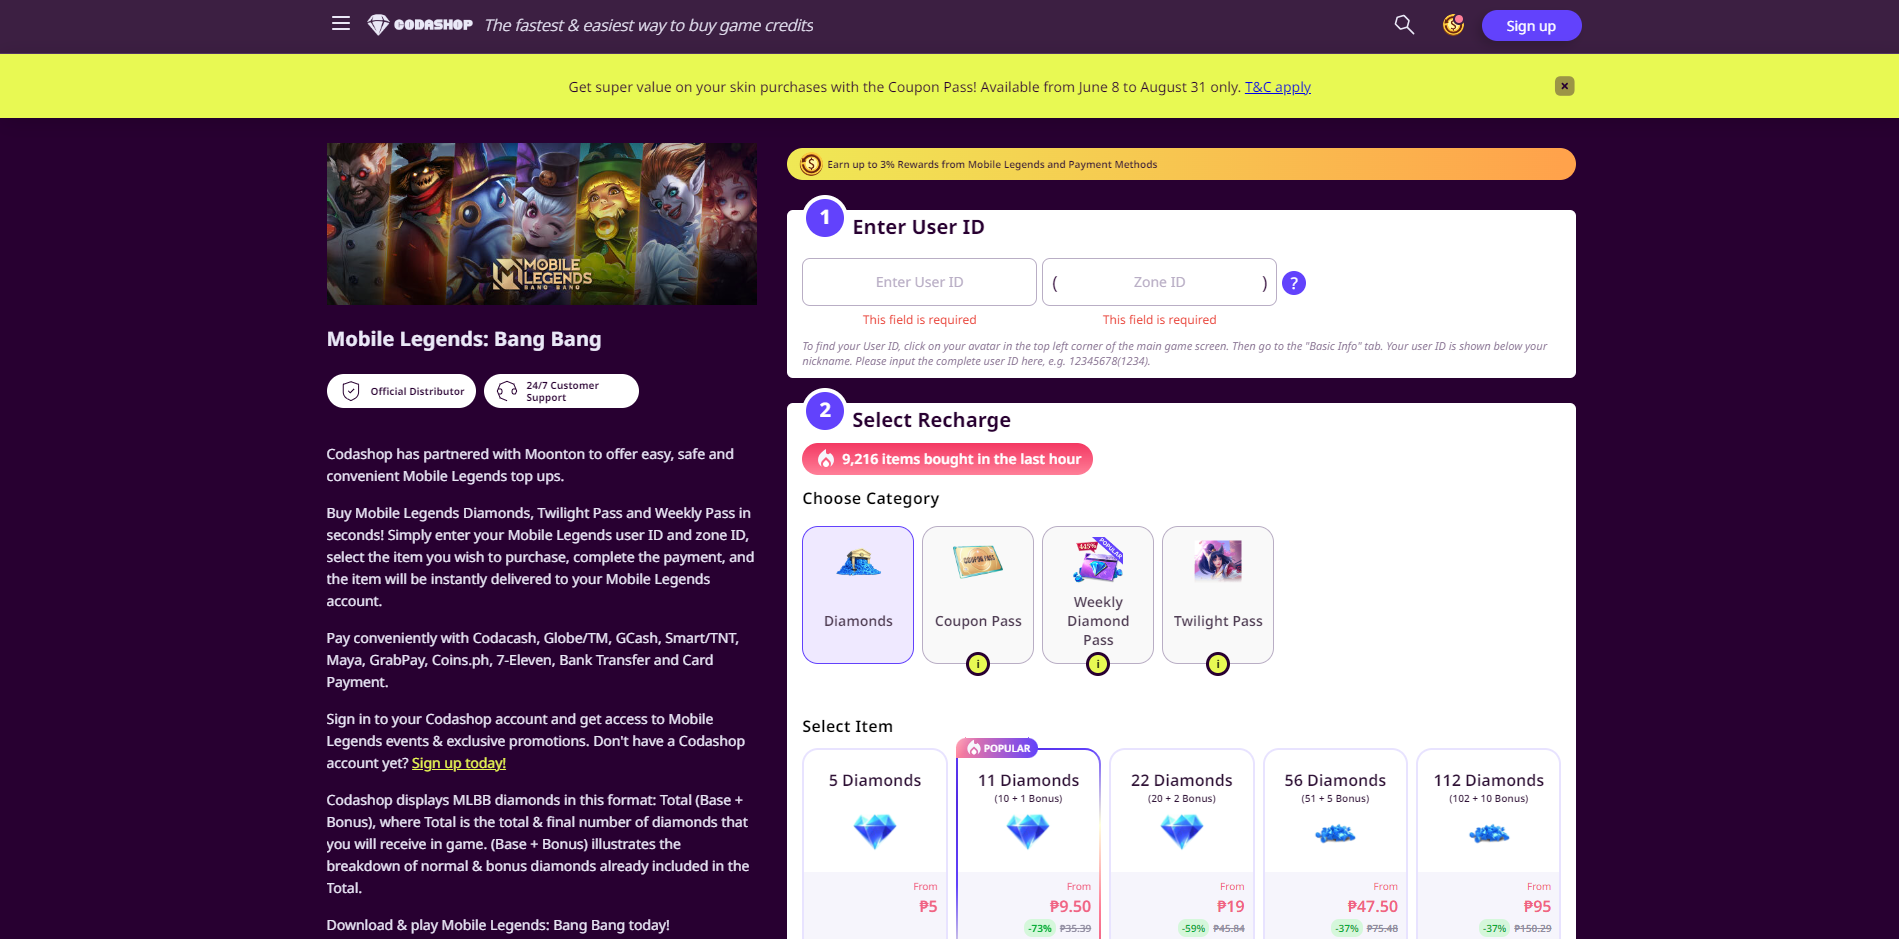 CODASHOP
The fastest & easiest way to buy game credits
Sign up
Get super value on your skin purchases with the Coupon Pass! Available from June 8 to August 31 only. T&C apply
MOBILE
LEGENDS
BANG BANG
Mobile Legends: Bang Bang
Official Distributor
24/7 Customer
Support
Codashop has partnered with Moonton to offer easy, safe and
convenient Mobile Legends top ups.
Buy Mobile Legends Diamonds, Twilight Pass and Weekly Pass in
seconds! Simply enter your Mobile Legends user ID and zone ID,
select the item you wish to purchase, complete the payment, and
the item will be instantly delivered to your Mobile Legends
account.
Pay conveniently with Codacash, Globe/TM, GCash, Smart/TNT,
Maya, GrabPay, Coins.ph, 7-Eleven, Bank Transfer and Card
Payment.
Sign in to your Codashop account and get access to Mobile
Legends events & exclusive promotions. Don't have a Codashop
account yet? Sign up today!
Codashop displays MLBB diamonds in this format: Total (Base +
Bonus), where Total is the total & final number of diamonds that
you will receive in game. (Base + Bonus) illustrates the
breakdown of normal & bonus diamonds already included in the
Total.
Download & play Mobile Legends: Bang Bang today!
Earn up to 3% Rewards from Mobile Legends and Payment Methods
1 Enter User ID
Enter User ID
( Zone ID )
?
This field is required
This field is required
To find your User ID, click on your avatar in the top left corner of the main game screen. Then go to the "Basic Info" tab. Your user ID is shown below your
nickname. Please input the complete user ID here, e.g. 12345678(1234).
2 Select Recharge
9,216 items bought in the last hour
Choose Category
Diamonds
COUPON PASS
Coupon Pass
i
POPULAR
Weekly
Diamond
Pass
i
Twilight Pass
i
Select Item
5 Diamonds
From
₱5
POPULAR
11 Diamonds
(10 + 1 Bonus)
From
₱9.50
-73% ₱35.39
22 Diamonds
(20 + 2 Bonus)
From
₱19
-59% ₱45.84
56 Diamonds
(51 + 5 Bonus)
From
₱47.50
-37% ₱75.48
112 Diamonds
(102 + 10 Bonus)
From
₱95
-37% ₱150.29